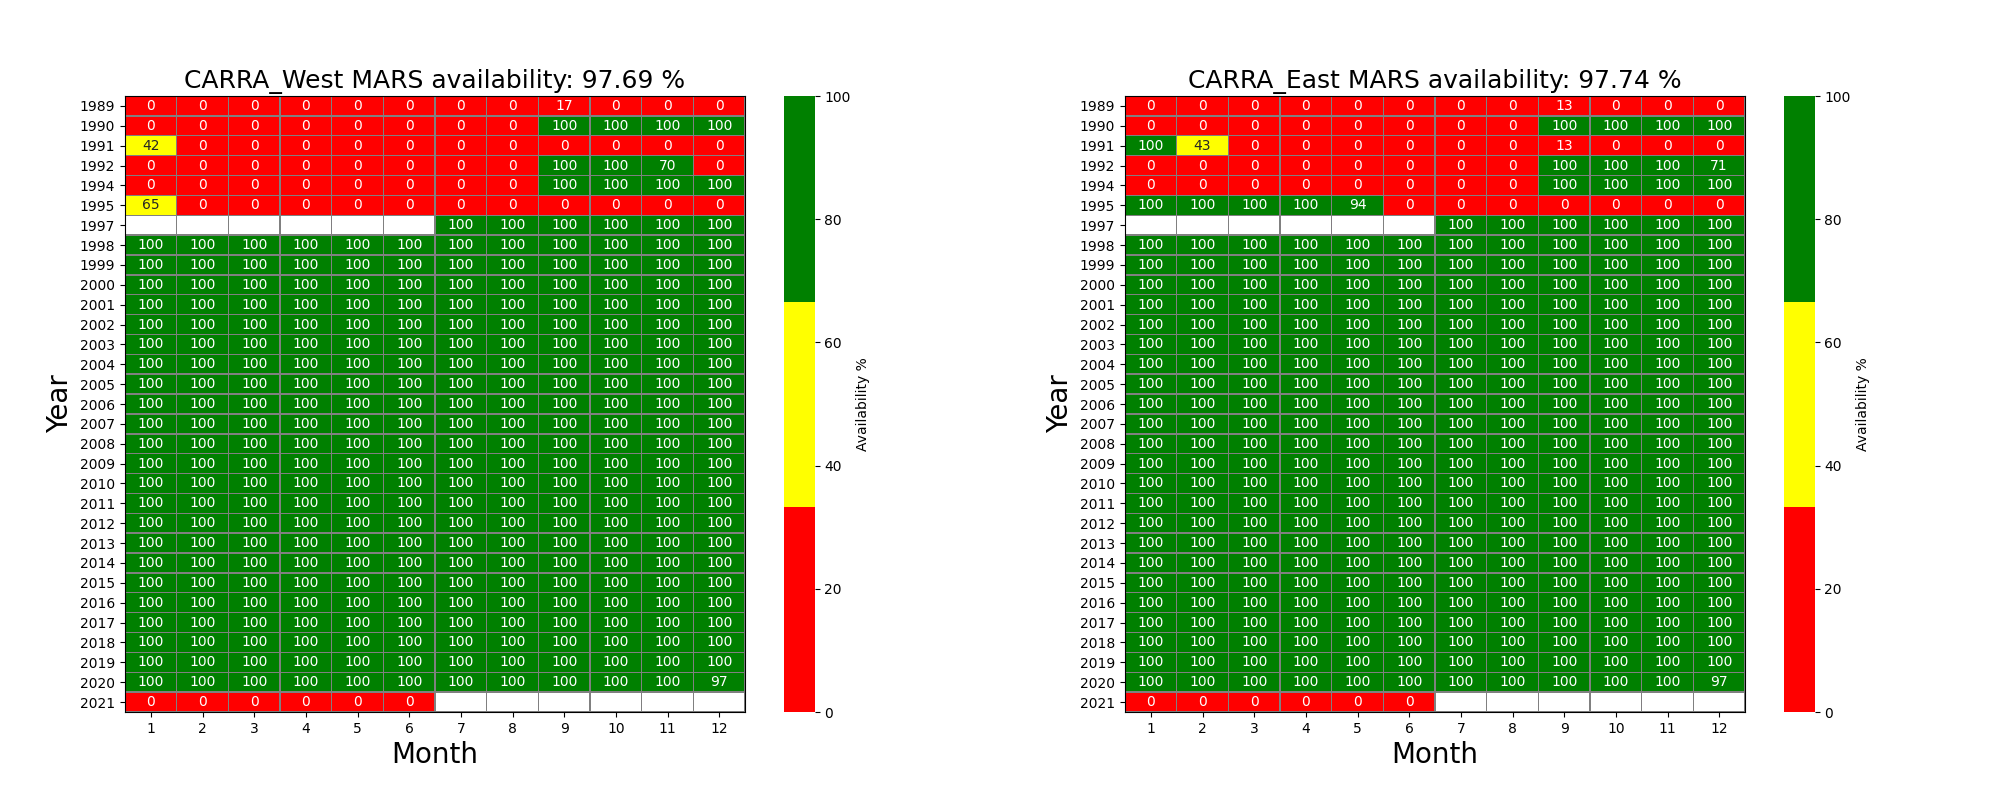 CARRA_West MARS availability: 97.69 %
1989 0 0 0 0 0 0 0 0 17 0 0 0
1990 0 0 0 0 0 0 0 0 100 100 100 100
1991 42 0 0 0 0 0 0 0 0 0 0 0
1992 0 0 0 0 0 0 0 0 100 100 70 0
1994 0 0 0 0 0 0 0 0 100 100 100 100
1995 65 0 0 0 0 0 0 0 0 0 0 0
1997 100 100 100 100 100 100
1998 100 100 100 100 100 100 100 100 100 100 100 100
1999 100 100 100 100 100 100 100 100 100 100 100 100
2000 100 100 100 100 100 100 100 100 100 100 100 100
2001 100 100 100 100 100 100 100 100 100 100 100 100
2002 100 100 100 100 100 100 100 100 100 100 100 100
2003 100 100 100 100 100 100 100 100 100 100 100 100
2004 100 100 100 100 100 100 100 100 100 100 100 100
2005 100 100 100 100 100 100 100 100 100 100 100 100
2006 100 100 100 100 100 100 100 100 100 100 100 100
2007 100 100 100 100 100 100 100 100 100 100 100 100
2008 100 100 100 100 100 100 100 100 100 100 100 100
2009 100 100 100 100 100 100 100 100 100 100 100 100
2010 100 100 100 100 100 100 100 100 100 100 100 100
2011 100 100 100 100 100 100 100 100 100 100 100 100
2012 100 100 100 100 100 100 100 100 100 100 100 100
2013 100 100 100 100 100 100 100 100 100 100 100 100
2014 100 100 100 100 100 100 100 100 100 100 100 100
2015 100 100 100 100 100 100 100 100 100 100 100 100
2016 100 100 100 100 100 100 100 100 100 100 100 100
2017 100 100 100 100 100 100 100 100 100 100 100 100
2018 100 100 100 100 100 100 100 100 100 100 100 100
2019 100 100 100 100 100 100 100 100 100 100 100 100
2020 100 100 100 100 100 100 100 100 100 100 100 97
2021 0 0 0 0 0 0
1 2 3 4 5 6 7 8 9 10 11 12
Month
Year
100
80
60
40
20
0
Availability %
CARRA_East MARS availability: 97.74 %
1989 0 0 0 0 0 0 0 0 13 0 0 0
1990 0 0 0 0 0 0 0 0 100 100 100 100
1991 100 43 0 0 0 0 0 0 13 0 0 0
1992 0 0 0 0 0 0 0 0 100 100 100 71
1994 0 0 0 0 0 0 0 0 100 100 100 100
1995 100 100 100 100 94 0 0 0 0 0 0 0
1997 100 100 100 100 100 100
1998 100 100 100 100 100 100 100 100 100 100 100 100
1999 100 100 100 100 100 100 100 100 100 100 100 100
2000 100 100 100 100 100 100 100 100 100 100 100 100
2001 100 100 100 100 100 100 100 100 100 100 100 100
2002 100 100 100 100 100 100 100 100 100 100 100 100
2003 100 100 100 100 100 100 100 100 100 100 100 100
2004 100 100 100 100 100 100 100 100 100 100 100 100
2005 100 100 100 100 100 100 100 100 100 100 100 100
2006 100 100 100 100 100 100 100 100 100 100 100 100
2007 100 100 100 100 100 100 100 100 100 100 100 100
2008 100 100 100 100 100 100 100 100 100 100 100 100
2009 100 100 100 100 100 100 100 100 100 100 100 100
2010 100 100 100 100 100 100 100 100 100 100 100 100
2011 100 100 100 100 100 100 100 100 100 100 100 100
2012 100 100 100 100 100 100 100 100 100 100 100 100
2013 100 100 100 100 100 100 100 100 100 100 100 100
2014 100 100 100 100 100 100 100 100 100 100 100 100
2015 100 100 100 100 100 100 100 100 100 100 100 100
2016 100 100 100 100 100 100 100 100 100 100 100 100
2017 100 100 100 100 100 100 100 100 100 100 100 100
2018 100 100 100 100 100 100 100 100 100 100 100 100
2019 100 100 100 100 100 100 100 100 100 100 100 100
2020 100 100 100 100 100 100 100 100 100 100 100 97
2021 0 0 0 0 0 0
1 2 3 4 5 6 7 8 9 10 11 12
Month
Year
100
80
60
40
20
0
Availability %